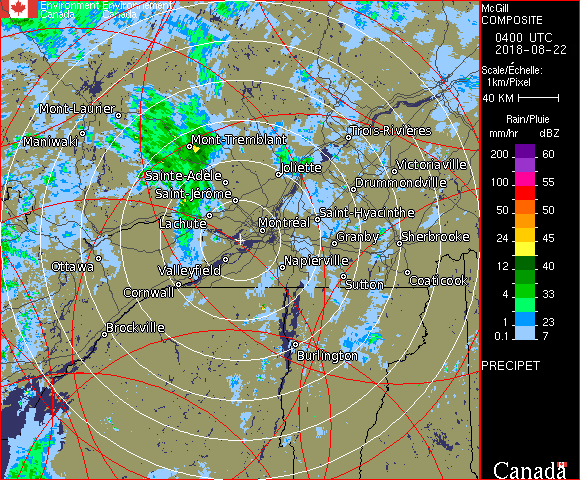 Environment Environnement
Canada Canada
McGill
COMPOSITE
0400 UTC
2018-08-22
Scale/Échelle:
1km/Pixel
40 KM
Rain/Pluie
mm/hr dBZ
200 60
100 55
50 50
24 45
12 40
4 33
2 23
0.1 7
PRECIPET
Canada
Mont-Laurier
Maniwaki
Mont-Tremblant
Trois-Rivières
Sainte-Adèle
Joliette
Victoriaville
Saint-Jérôme
Drummondville
Lachute
Montréal
Saint-Hyacinthe
Granby
Sherbrooke
Ottawa
Valleyfield
Napierville
Cornwall
Sutton
Coaticook
Brockville
Burlington